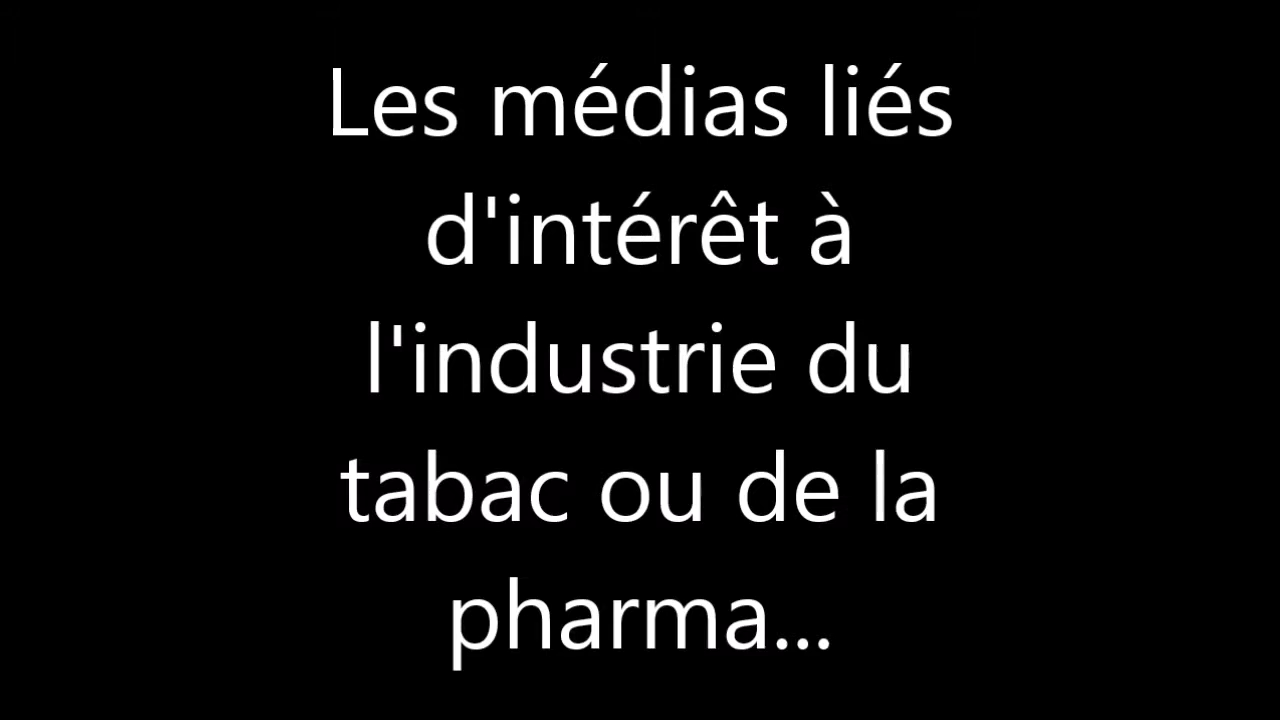 Les médias liés
d'intérêt à
l'industrie du
tabac ou de la
pharma...